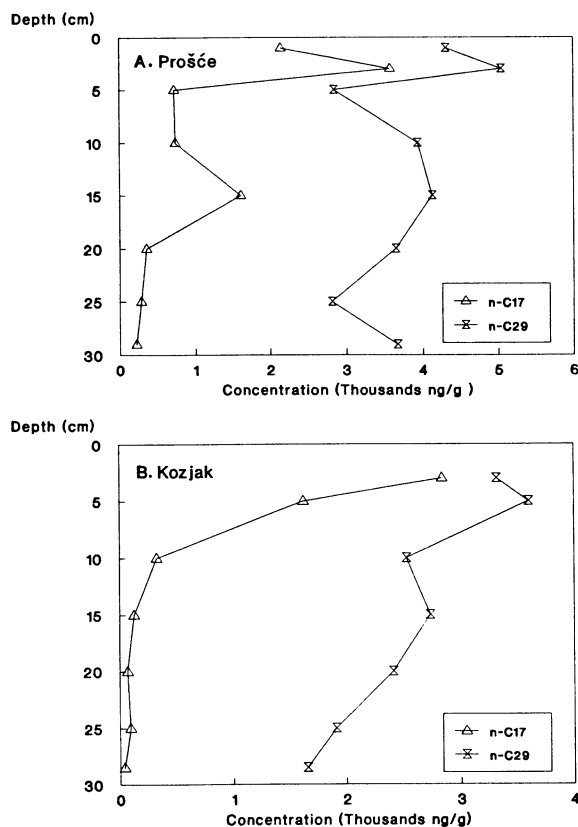 Depth (cm)
0
5
10
15
20
25
30
A. Prošće
n-C17
n-C29
0 1 2 3 4 5 6
Concentration (Thousands ng/g )
Depth (cm)
0
5
10
15
20
25
30
B. Kozjak
n-C17
n-C29
0 1 2 3 4
Concentration (Thousands ng/g)